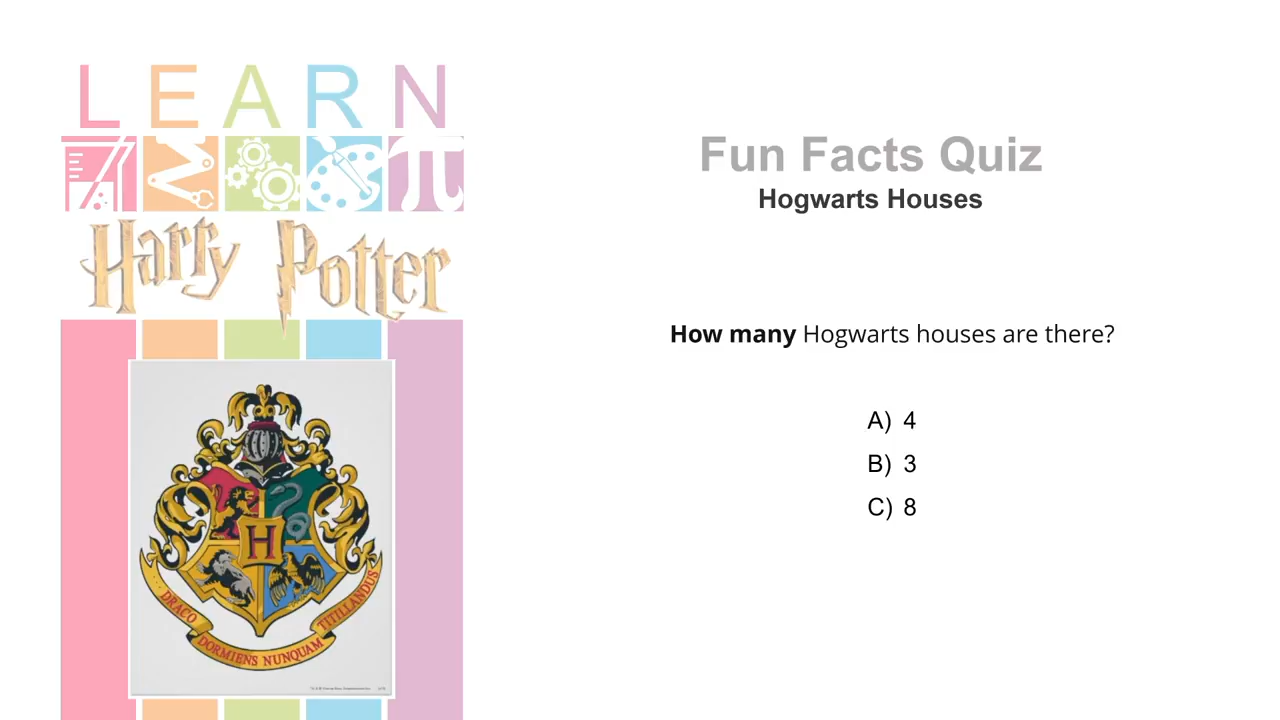 LEARN
Harry Potter
H
DRACO
DORMIENS NUNQUAM
TITILLANDUS
Fun Facts Quiz
Hogwarts Houses
How many Hogwarts houses are there?
A) 4
B) 3
C) 8